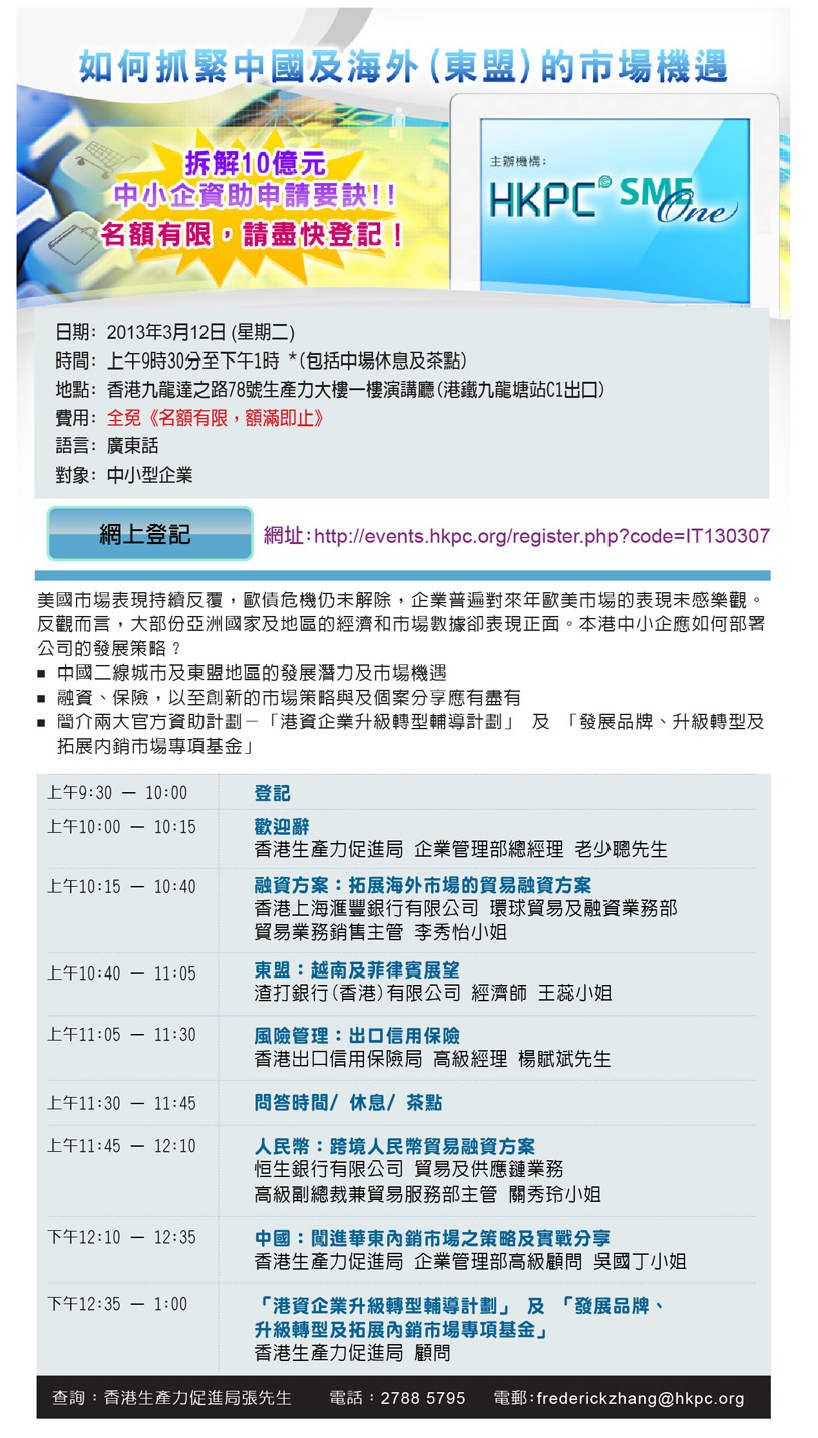 如何抓緊中國及海外(東盟)的市場機遇
拆解10億元
中小企資助申請要訣!!
名額有限，請盡快登記！
主辦機構:
HKPC SME One
日期: 2013年3月12日 (星期二)
時間: 上午9時30分至下午1時 *(包括中場休息及茶點)
地點: 香港九龍達之路78號生產力大樓一樓演講廳(港鐵九龍塘站C1出口)
費用: 全免《名額有限，額滿即止》
語言: 廣東話
對象: 中小型企業
網上登記 網址:http://events.hkpc.org/register.php?code=IT130307
美國市場表現持續反覆，歐債危機仍未解除，企業普遍對來年歐美市場的表現未感樂觀。
反觀而言，大部份亞洲國家及地區的經濟和市場數據卻表現正面。本港中小企應如何部署
公司的發展策略？
■ 中國二線城市及東盟地區的發展潛力及市場機遇
■ 融資、保險，以至創新的市場策略與及個案分享應有盡有
■ 簡介兩大官方資助計劃－「港資企業升級轉型輔導計劃」 及 「發展品牌、升級轉型及
拓展內銷市場專項基金」
上午9:30 — 10:00 登記
上午10:00 — 10:15 歡迎辭
香港生產力促進局 企業管理部總經理 老少聰先生
上午10:15 — 10:40 融資方案：拓展海外市場的貿易融資方案
香港上海滙豐銀行有限公司 環球貿易及融資業務部
貿易業務銷售主管 李秀怡小姐
上午10:40 — 11:05 東盟：越南及菲律賓展望
渣打銀行(香港)有限公司 經濟師 王蕊小姐
上午11:05 — 11:30 風險管理：出口信用保險
香港出口信用保險局 高級經理 楊賦斌先生
上午11:30 — 11:45 問答時間/ 休息/ 茶點
上午11:45 — 12:10 人民幣：跨境人民幣貿易融資方案
恒生銀行有限公司 貿易及供應鏈業務
高級副總裁兼貿易服務部主管 關秀玲小姐
下午12:10 — 12:35 中國：闖進華東內銷市場之策略及實戰分享
香港生產力促進局 企業管理部高級顧問 吳國丁小姐
下午12:35 — 1:00 「港資企業升級轉型輔導計劃」 及 「發展品牌、
升級轉型及拓展內銷市場專項基金」
香港生產力促進局 顧問
查詢：香港生產力促進局張先生 電話：2788 5795 電郵:frederickzhang@hkpc.org